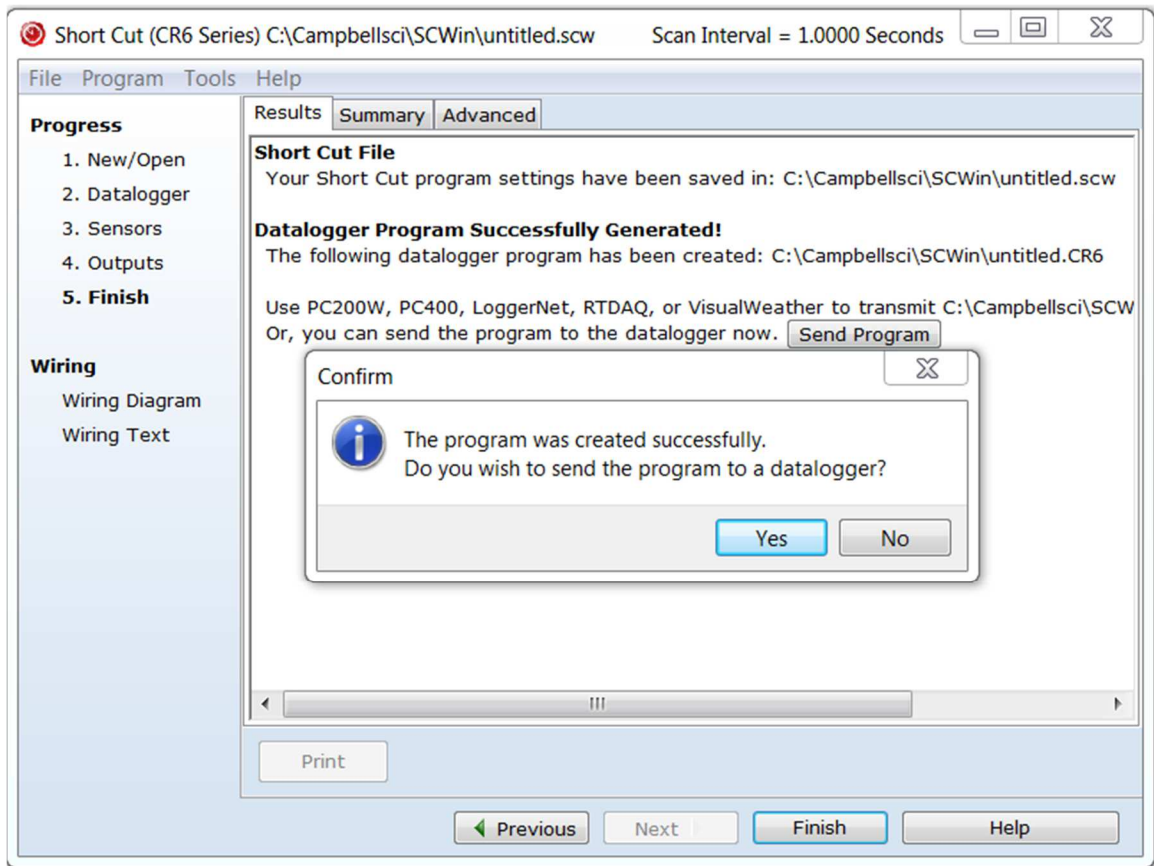 Short Cut (CR6 Series) C:\Campbellsci\SCWin\untitled.scw Scan Interval = 1.0000 Seconds
File Program Tools Help
Progress
1. New/Open
2. Datalogger
3. Sensors
4. Outputs
5. Finish
Wiring
Wiring Diagram
Wiring Text
Results Summary Advanced
Short Cut File
Your Short Cut program settings have been saved in: C:\Campbellsci\SCWin\untitled.scw
Datalogger Program Successfully Generated!
The following datalogger program has been created: C:\Campbellsci\SCWin\untitled.CR6
Use PC200W, PC400, LoggerNet, RTDAQ, or VisualWeather to transmit C:\Campbellsci\SCW
Or, you can send the program to the datalogger now. Send Program
Confirm
The program was created successfully.
Do you wish to send the program to a datalogger?
Yes No
Print
Previous Next Finish Help